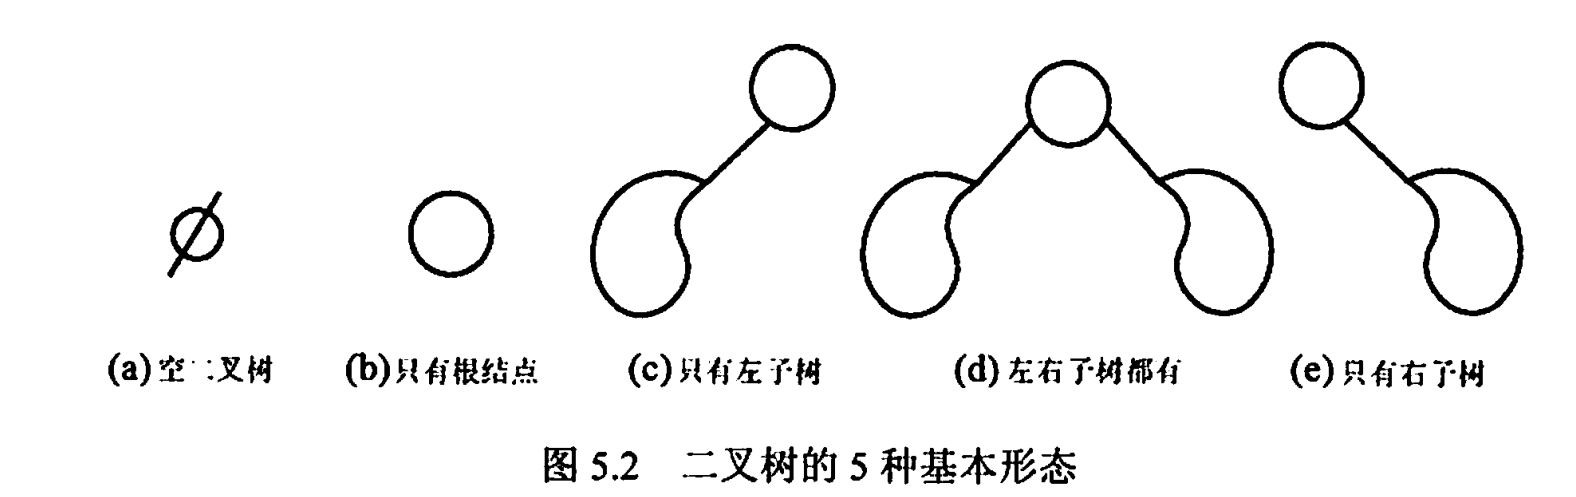 (a)空二叉树 (b)只有根结点 (c)只有左子树 (d)左右子树都有 (e)只有右子树
图 5.2 二叉树的 5 种基本形态